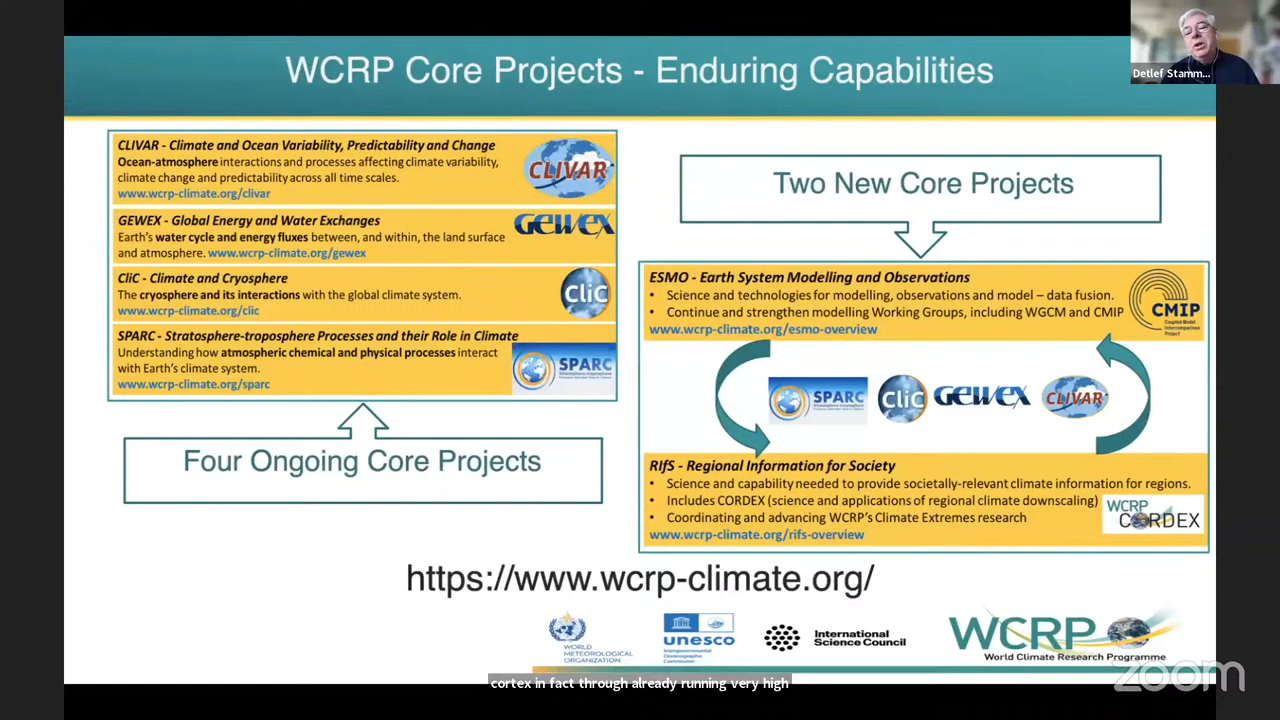 WCRP Core Projects - Enduring Capabilities
Detlef Stamm...
CLIVAR - Climate and Ocean Variability, Predictability and Change
Ocean-atmosphere interactions and processes affecting climate variability,
climate change and predictability across all time scales.
www.wcrp-climate.org/clivar
CLIVAR
GEWEX - Global Energy and Water Exchanges
Earth's water cycle and energy fluxes between, and within, the land surface
and atmosphere. www.wcrp-climate.org/gewex
GEWEX
CliC - Climate and Cryosphere
The cryosphere and its interactions with the global climate system.
www.wcrp-climate.org/clic
CliC
SPARC - Stratosphere-troposphere Processes and their Role in Climate
Understanding how atmospheric chemical and physical processes interact
with Earth's climate system.
www.wcrp-climate.org/sparc
SPARC
Four Ongoing Core Projects
Two New Core Projects
ESMO - Earth System Modelling and Observations
• Science and technologies for modelling, observations and model – data fusion.
• Continue and strengthen modelling Working Groups, including WGCM and CMIP
www.wcrp-climate.org/esmo-overview
CMIP
Coupled Model
Intercomparison
Project
SPARC
CliC
GEWEX
CLIVAR
RIfS - Regional Information for Society
• Science and capability needed to provide societally-relevant climate information for regions.
• Includes CORDEX (science and applications of regional climate downscaling)
• Coordinating and advancing WCRP's Climate Extremes research
www.wcrp-climate.org/rifs-overview
WCRP
CORDEX
https://www.wcrp-climate.org/
WORLD
METEOROLOGICAL
ORGANIZATION
unesco
Intergovernmental
Oceanographic
Commission
International
Science Council
WCRP
World Climate Research Programme
cortex in fact through already running very high
zoom